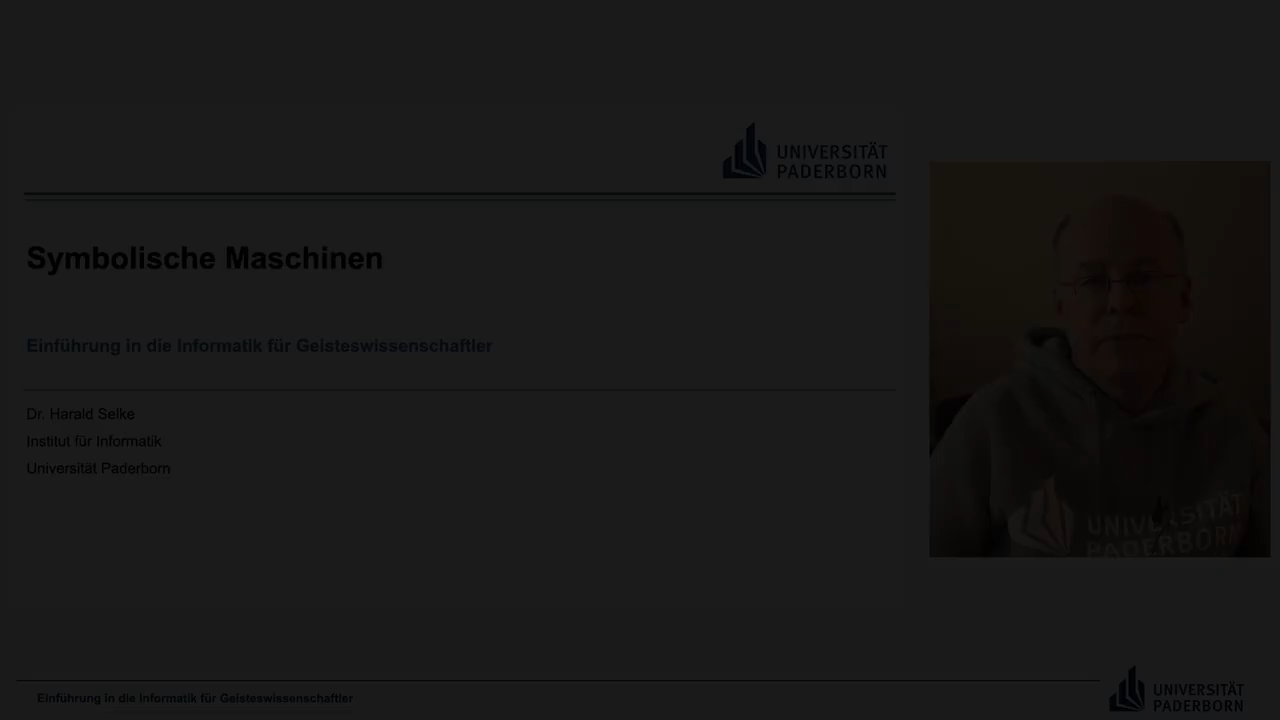 UNIVERSITÄT
PADERBORN
Symbolische Maschinen
Einführung in die Informatik für Geisteswissenschaftler
Dr. Harald Selke
Institut für Informatik
Universität Paderborn
UNIVERSITÄT
PADERBORN
Einführung in die Informatik für Geisteswissenschaftler
UNIVERSITÄT
PADERBORN